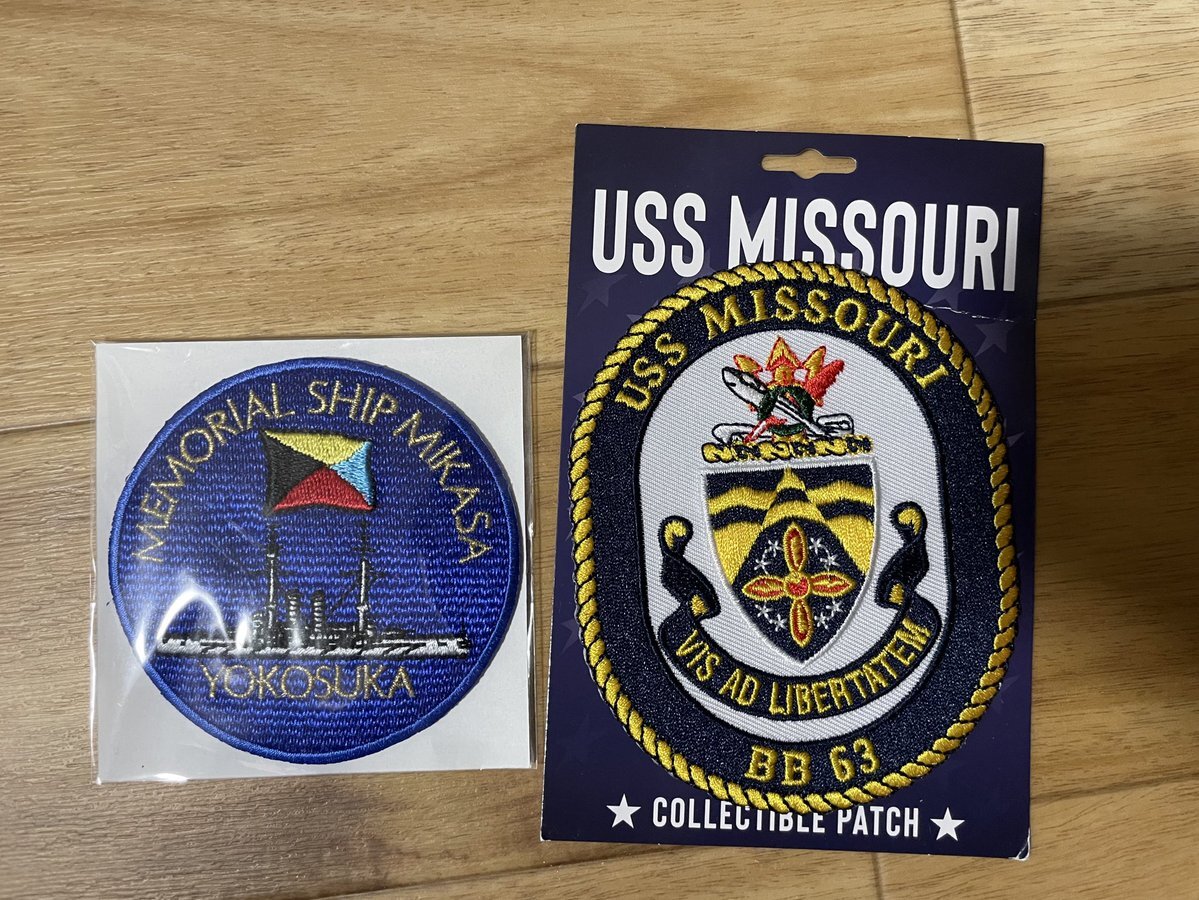 MEMORIAL SHIP MIKASA
YOKOSUKA
USS MISSOURI
USS MISSOURI
VIS AD LIBERTATEM
BB 63
COLLECTIBLE PATCH